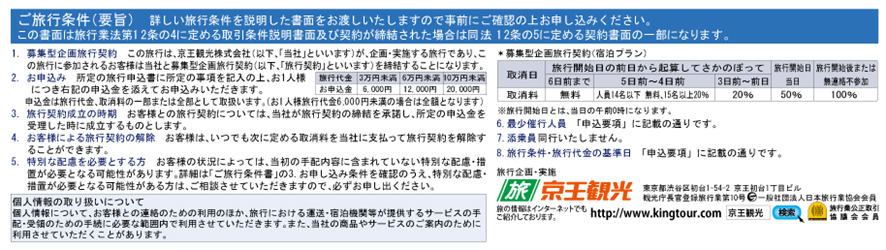 ご旅行条件(要旨) 詳しい旅行条件を説明した書面をお渡しいたしますので事前にご確認の上お申し込みください。
この書面は旅行業法第12条の4に定める取引条件説明書面及び契約が締結された場合は同法12条の5に定める契約書面の一部になります。
1. 募集型企画旅行契約 この旅行は、京王観光株式会社(以下、「当社」といいます)が、企画・実施する旅行であり、こ
の旅行に参加されるお客様は当社と募集型企画旅行契約(以下、「旅行契約」といいます)を締結することになります。
2. お申込み 所定の旅行申込書に所定の事項を記入の上、お1人様
につき右記の申込金を添えてお申込みいただきます。
旅行代金 3万円未満 6万円未満 10万円未満
お申込金 6,000円 12,000円 20,000円
申込金は旅行代金、取消料の一部または全部として取扱います。(お1人様旅行代金6,000円未満の場合は全額となります)
3. 旅行契約成立の時期 お客様との旅行契約については、当社が旅行契約の締結を承諾し、所定の申込金を
受理した時に成立するものとします。
4. お客様による旅行契約の解除 お客様は、いつでも次に定める取消料を当社に支払って旅行契約を解除す
ることができます。
5. 特別な配慮を必要とする方 お客様の状況によっては、当初の手配内容に含まれていない特別な配慮・措
置が必要となる可能性があります。詳細は「ご旅行条件書」の3. お申し込み条件を確認のうえ、特別な配慮・
措置が必要となる可能性がある方は、ご相談させていただきますので、必ずお申し出ください。
個人情報の取り扱いについて
個人情報について、お客様との連絡のための利用のほか、旅行における運送・宿泊機関等が提供するサービスの手
配・受領のための手続に必要な範囲内で利用させていただきます。また、当社の商品やサービスのご案内のために
利用させていただくことがあります。
*募集型企画旅行契約(宿泊プラン)
取消日 旅行開始日の前日から起算してさかのぼって 旅行開始日当日 旅行開始後または無連絡不参加
6日前まで 5日前~4日前 3日前~前日
取消料 無料 人員14名以下 無料、15名以上20% 20% 50% 100%
※旅行開始日とは、当日の午前0時になります。
6. 最少催行人員 「申込要項」に記載の通りです。
7. 添乗員同行いたしません。
8. 旅行条件・旅行代金の基準日 「申込要項」に記載の通りです。
旅行企画・実施
旅 京王観光
東京都渋谷区初台1-54-2 京王初台1丁目ビル
観光庁長官登録旅行業第10号 一般社団法人日本旅行業協会会員
旅の情報はインターネットでも
ご紹介しております。
http://www.kingtour.com
京王観光 検索
旅行業公正取引
協議会会員